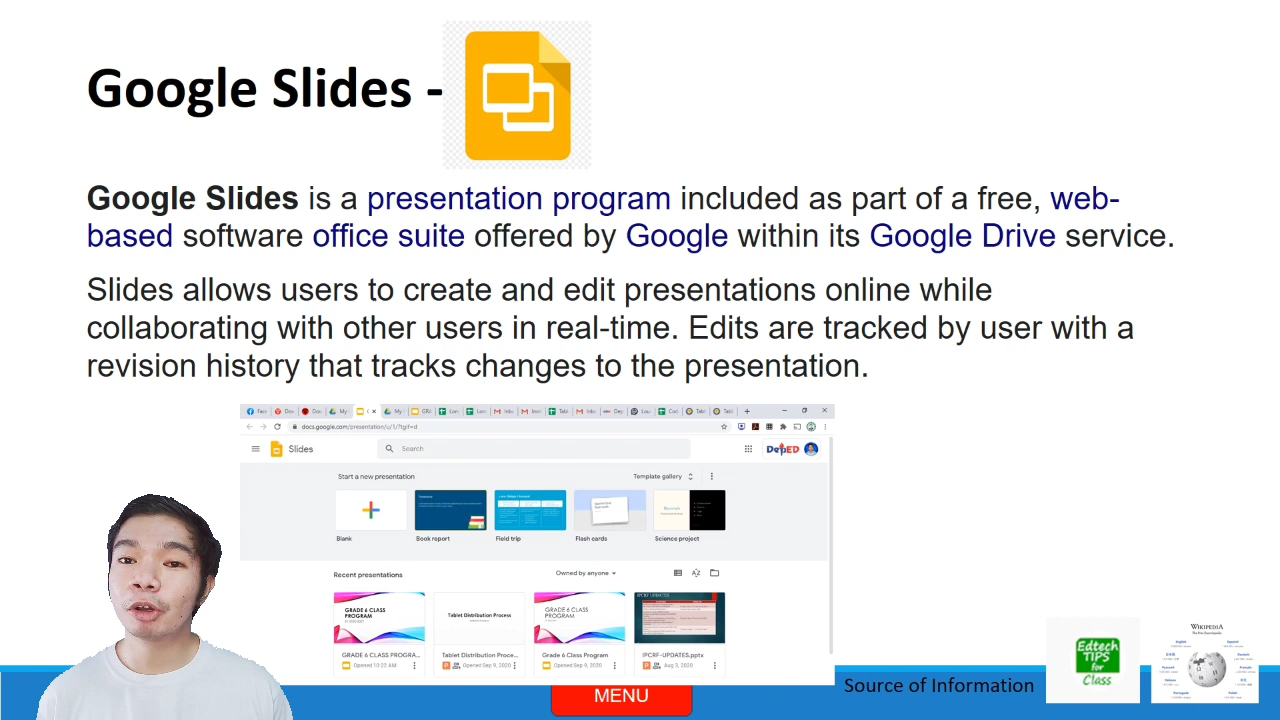 Google Slides -
Google Slides is a presentation program included as part of a free, web-
based software office suite offered by Google within its Google Drive service.
Slides allows users to create and edit presentations online while
collaborating with other users in real-time. Edits are tracked by user with a
revision history that tracks changes to the presentation.
docs.google.com/presentation/u/1/?tgif=d
Slides
Search
DepED
Start a new presentation
Template gallery
Blank
Book report
Field trip
Flash cards
Science project
Recent presentations
Owned by anyone
GRADE 6 CLASS
PROGRAM
Tablet Distribution Process
GRADE 6 CLASS
PROGRAM
IPCRF UPDATES
GRADE 6 CLASS PROGRA...
Tablet Distribution Proce...
Grade 6 Class Program
IPCRF-UPDATES.pptx
Opened 10:22 AM
Opened Sep 9, 2020
Opened Sep 9, 2020
Aug 3, 2020
MENU
Source of Information
Edtech
TIPS
for
Class
WIKIPEDIA
The Free Encyclopedia